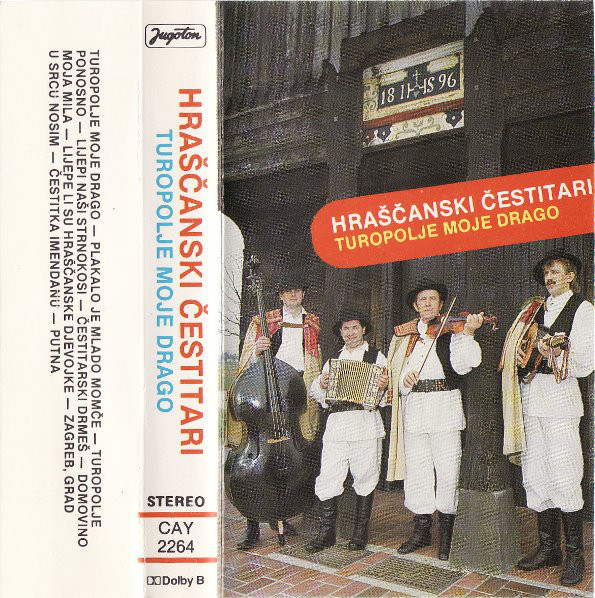 TUROPOLJE MOJE DRAGO – PLAKALO JE MLADO MOMČE – TUROPOLJE
PONOSNO – LIJEPI NAŠI STRMOKOSI – ČESTITARSKI DRMEŠ – DOMOVINO
MOJA MILA – LIJEPE LI SU HRAŠČANSKE DJEVOJKE – ZAGREB, GRAD
U SRCU NOSIM – ČESTITKA IMENDANU – PUTNA
Jugoton
HRAŠČANSKI ČESTITARI
TUROPOLJE MOJE DRAGO
STEREO
CAY
2264
Dolby B
18 IHS 96
HRAŠČANSKI ČESTITARI
TUROPOLJE MOJE DRAGO